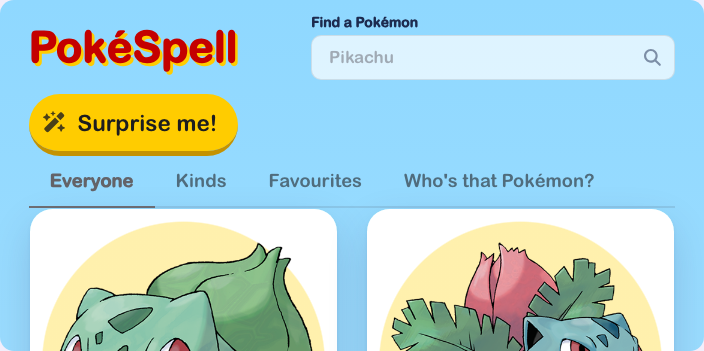 PokéSpell
Find a Pokémon
Pikachu
Surprise me!
Everyone
Kinds
Favourites
Who's that Pokémon?